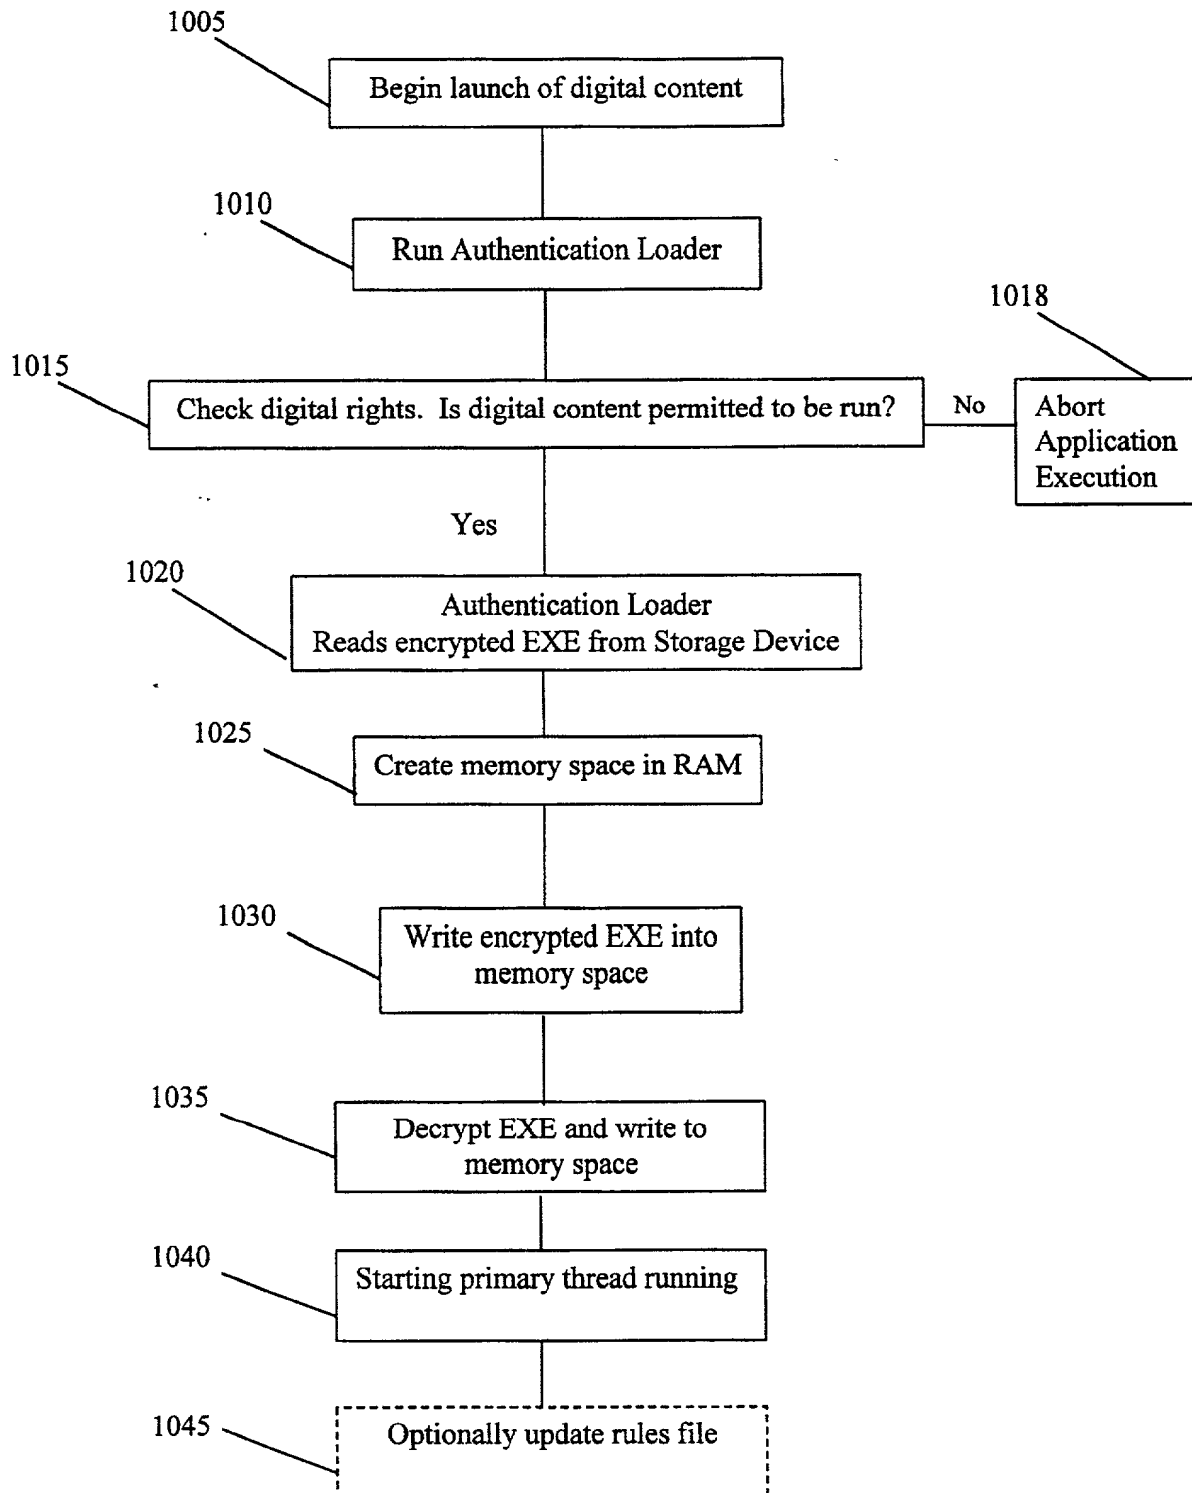 1005
Begin launch of digital content
1010
Run Authentication Loader
1018
1015
Check digital rights. Is digital content permitted to be run?
No
Abort
Application
Execution
Yes
1020
Authentication Loader
Reads encrypted EXE from Storage Device
1025
Create memory space in RAM
1030
Write encrypted EXE into
memory space
1035
Decrypt EXE and write to
memory space
1040
Starting primary thread running
1045
Optionally update rules file